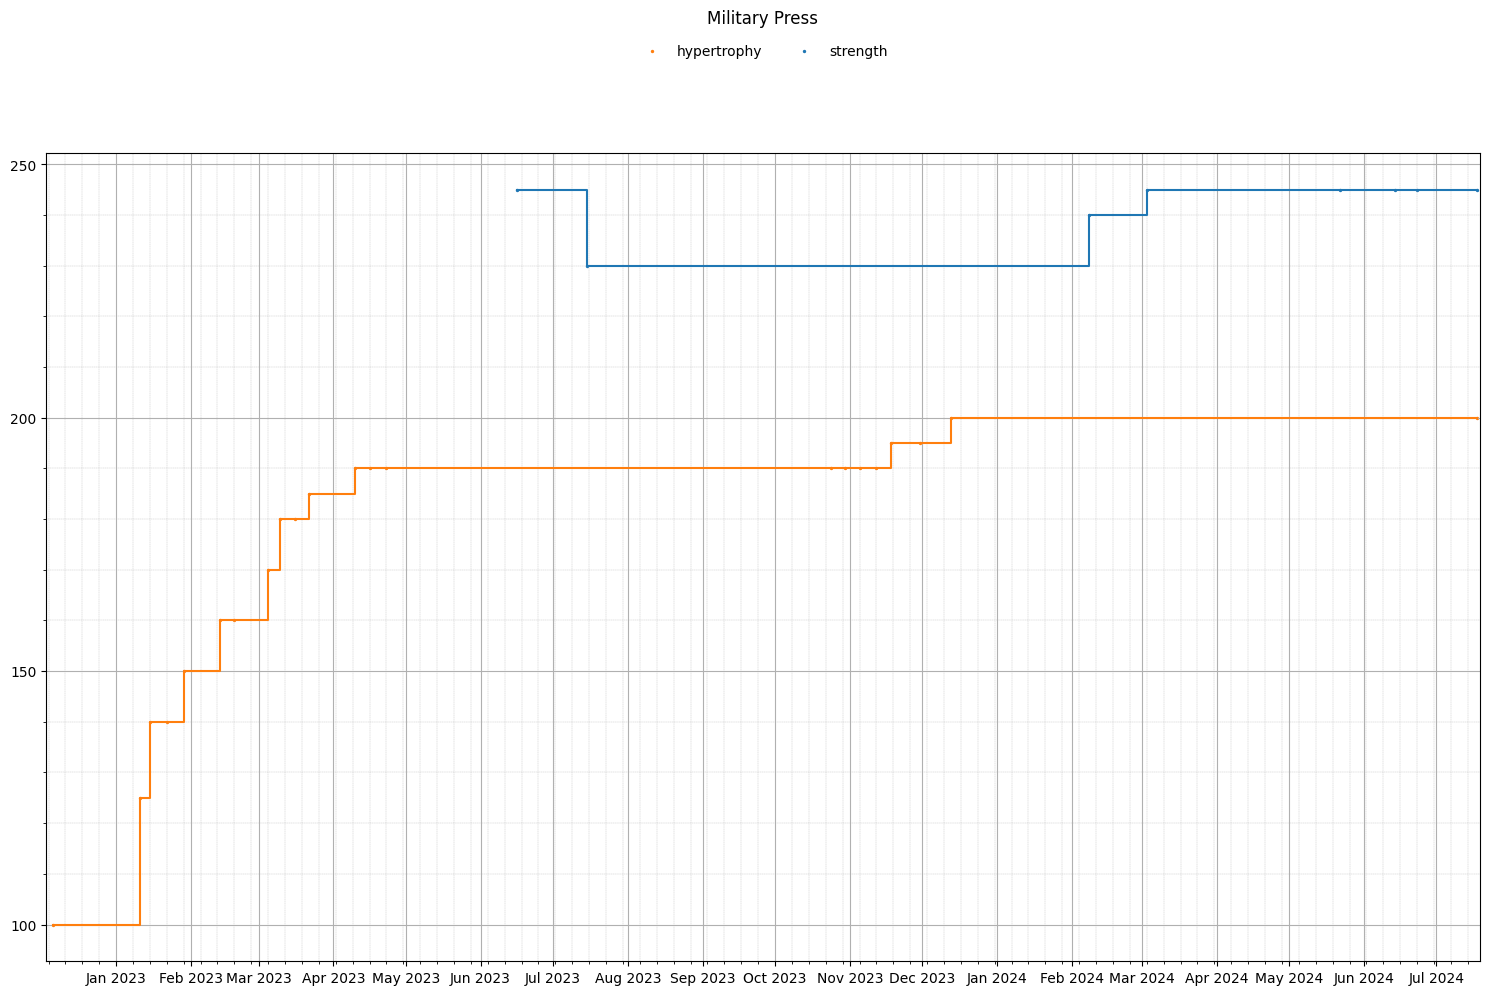 Military Press
hypertrophy strength
250
200
150
100
Jan 2023 Feb 2023 Mar 2023 Apr 2023 May 2023 Jun 2023 Jul 2023 Aug 2023 Sep 2023 Oct 2023 Nov 2023 Dec 2023 Jan 2024 Feb 2024 Mar 2024 Apr 2024 May 2024 Jun 2024 Jul 2024